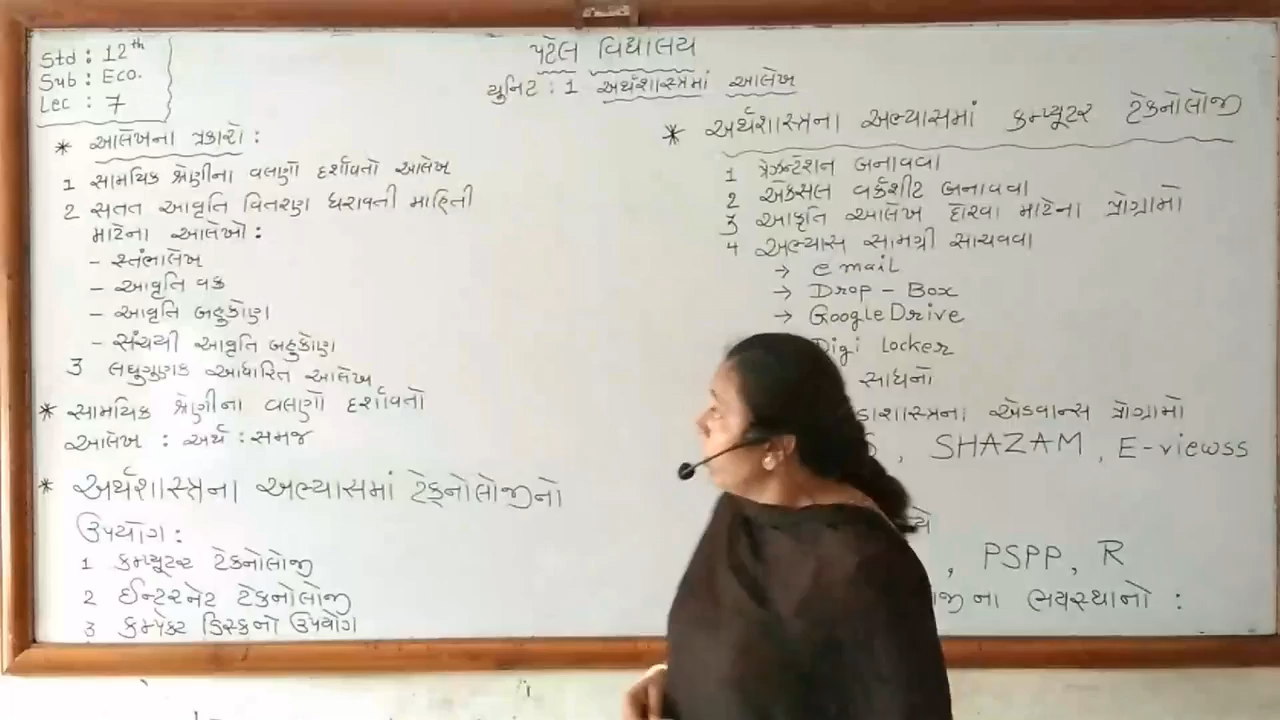 Std : 12th
Sub : Eco.
Lec : 7
પટેલ વિદ્યાલય
યુનિટ : 1 અર્થશાસ્ત્રમાં આલેખ
* આલેખના પ્રકારો :
1 સામયિક શ્રેણીના વલણો દર્શાવતો આલેખ
2 સતત આવૃતિ વિતરણ ધરાવતી માહિતી
માટેના આલેખો :
- સ્તંભાલેખ
- આવૃતિ વક્ર
- આવૃતિ બહુકોણ
- સંચયી આવૃતિ બહુકોણ
3 લઘુગુણક આધારિત આલેખ
* સામયિક શ્રેણીના વલણો દર્શાવતો
આલેખ : અર્થ : સમજ
* અર્થશાસ્ત્રના અભ્યાસમાં ટેકનોલોજીનો
ઉપયોગ :
1 કમ્પ્યૂટર ટેકનોલોજી
2 ઈન્ટરનેટ ટેકનોલોજી
3 કમ્પેક્ટ ડિસ્કનો ઉપયોગ
* અર્થશાસ્ત્રના અભ્યાસમાં કમ્પ્યૂટર ટેકનોલોજી
1 પ્રેઝન્ટેશન બનાવવા
2 એકસલ વર્કશીટ બનાવવા
3 આકૃતિ આલેખ દોરવા માટેના પ્રોગ્રામો
4 અભ્યાસ સામગ્રી સાચવવા
→ e mail
→ Drop - Box
→ Google Drive
Digi Locker
સાધનો
ડાશાસ્ત્રના એડવાન્સ પ્રોગ્રામો
, SHAZAM , E-viewss
, PSPP, R
ના ભયસ્થાનો :